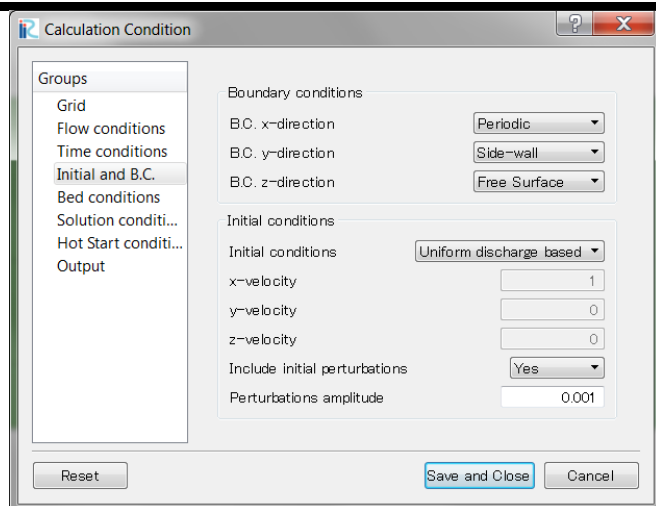 iRC Calculation Condition
Groups
Grid
Flow conditions
Time conditions
Initial and B.C.
Bed conditions
Solution conditi...
Hot Start conditi...
Output
Boundary conditions
B.C. x-direction Periodic
B.C. y-direction Side-wall
B.C. z-direction Free Surface
Initial conditions
Initial conditions Uniform discharge based
x-velocity 1
y-velocity 0
z-velocity 0
Include initial perturbations Yes
Perturbations amplitude 0.001
Reset Save and Close Cancel